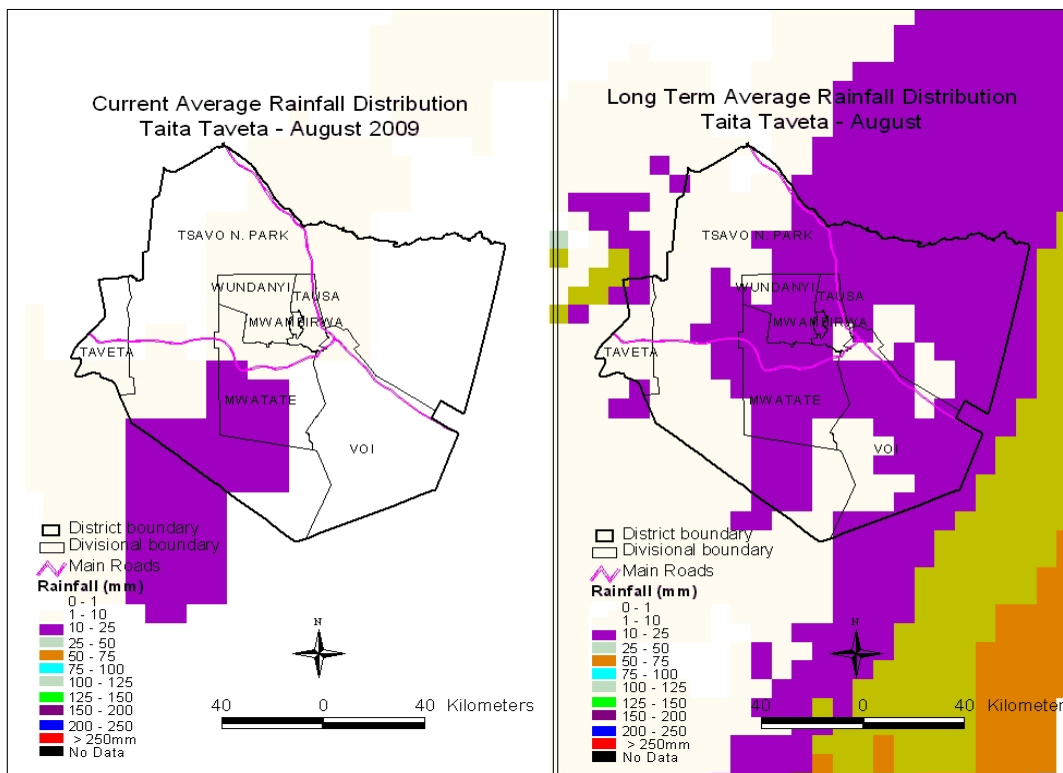 Current Average Rainfall Distribution
Taita Taveta - August 2009
TSAVO N. PARK
WUNDANYI
TAUSA
MWAMBIRWA
TAVETA
MWATATE
VOI
District boundary
Divisional boundary
Main Roads
Rainfall (mm)
0 - 1
1 - 10
10 - 25
25 - 50
50 - 75
75 - 100
100 - 125
125 - 150
150 - 200
200 - 250
> 250mm
No Data
N
40 0 40 Kilometers
Long Term Average Rainfall Distribution
Taita Taveta - August
TSAVO N. PARK
WUNDANYI
TAUSA
MWAMBIRWA
TAVETA
MWATATE
VOI
District boundary
Divisional boundary
Main Roads
Rainfall (mm)
0 - 1
1 - 10
10 - 25
25 - 50
50 - 75
75 - 100
100 - 125
125 - 150
150 - 200
200 - 250
> 250mm
No Data
N
40 0 40 Kilometers